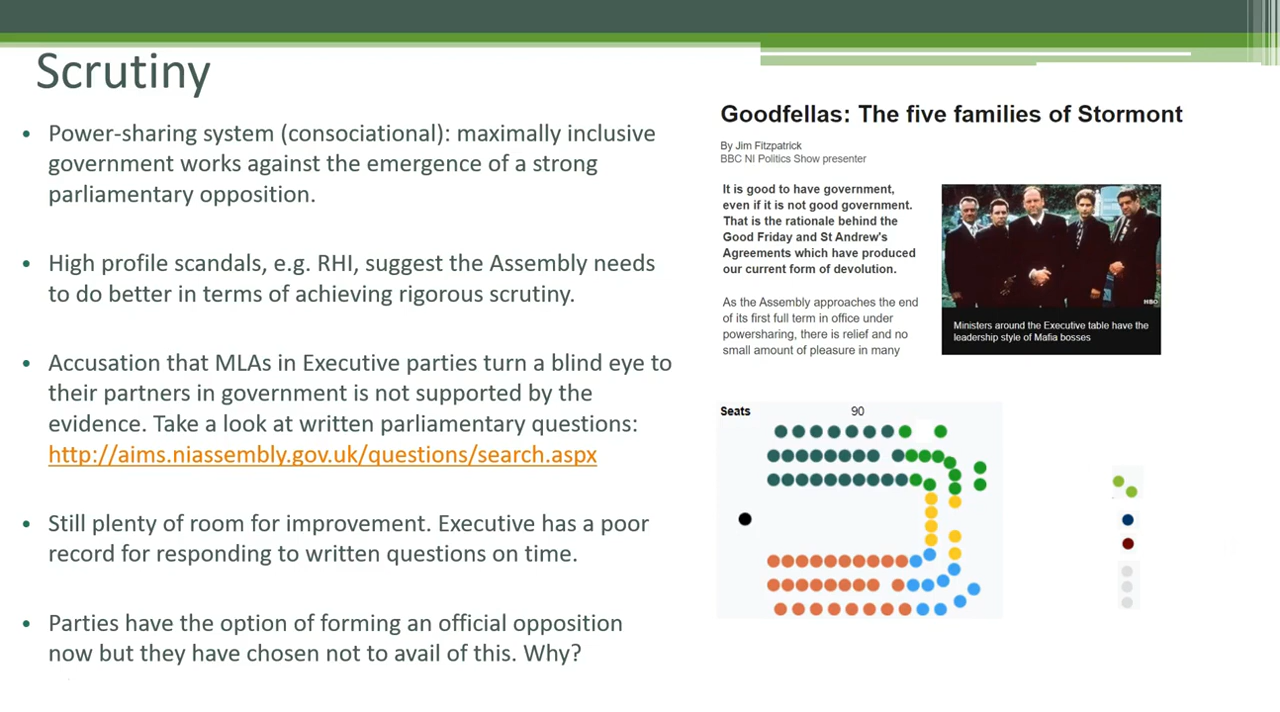 Scrutiny
• Power-sharing system (consociational): maximally inclusive
government works against the emergence of a strong
parliamentary opposition.
• High profile scandals, e.g. RHI, suggest the Assembly needs
to do better in terms of achieving rigorous scrutiny.
• Accusation that MLAs in Executive parties turn a blind eye to
their partners in government is not supported by the
evidence. Take a look at written parliamentary questions:
http://aims.niassembly.gov.uk/questions/search.aspx
• Still plenty of room for improvement. Executive has a poor
record for responding to written questions on time.
• Parties have the option of forming an official opposition
now but they have chosen not to avail of this. Why?
Goodfellas: The five families of Stormont
By Jim Fitzpatrick
BBC NI Politics Show presenter
It is good to have government,
even if it is not good government.
That is the rationale behind the
Good Friday and St Andrew's
Agreements which have produced
our current form of devolution.
As the Assembly approaches the end
of its first full term in office under
powersharing, there is relief and no
small amount of pleasure in many
HBO
Ministers around the Executive table have the
leadership style of Mafia bosses
Seats 90